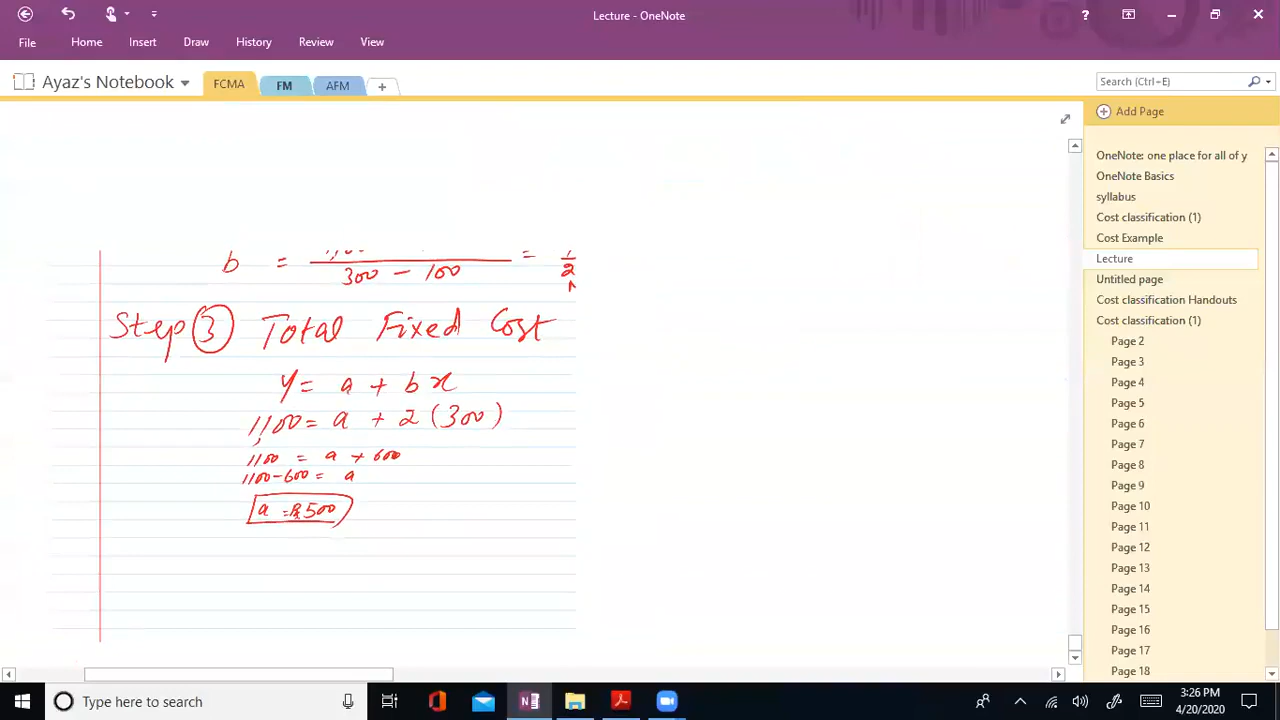 Lecture - OneNote
?
File Home Insert Draw History Review View
Ayaz's Notebook FCMA FM AFM +
Search (Ctrl+E)
Add Page
OneNote: one place for all of y
OneNote Basics
syllabus
Cost classification (1)
Cost Example
Lecture
Untitled page
Cost classification Handouts
Cost classification (1)
Page 2
Page 3
Page 4
Page 5
Page 6
Page 7
Page 8
Page 9
Page 10
Page 11
Page 12
Page 13
Page 14
Page 15
Page 16
Page 17
Page 18
b = 300 - 100 = 2
Step 3 Total Fixed Cost
y = a + bx
1,100 = a + 2 (300)
1100 = a + 600
1100-600 = a
a = Rs500
Type here to search
3:26 PM
4/20/2020